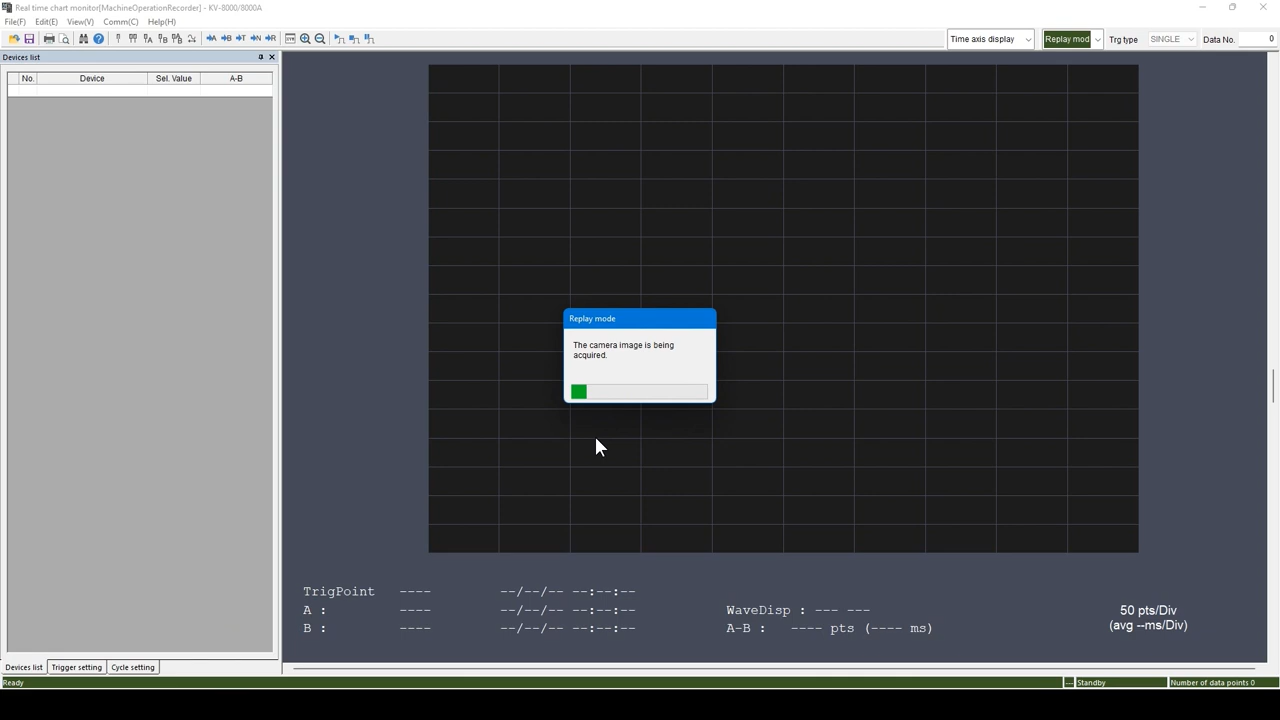 Real time chart monitor[MachineOperationRecorder] - KV-8000/8000A
File(F) Edit(E) View(V) Comm(C) Help(H)
Time axis display Replay mod Trg type SINGLE Data No. 0
Devices list
No. Device Sel. Value A-B
Replay mode
The camera image is being
acquired.
TrigPoint ---- --/--/-- --:--:--
A : ---- --/--/-- --:--:-- WaveDisp : --- --- 50 pts/Div
B : ---- --/--/-- --:--:-- A-B : ---- pts (---- ms) (avg --ms/Div)
Devices list Trigger setting Cycle setting
Ready --- Standby Number of data points 0